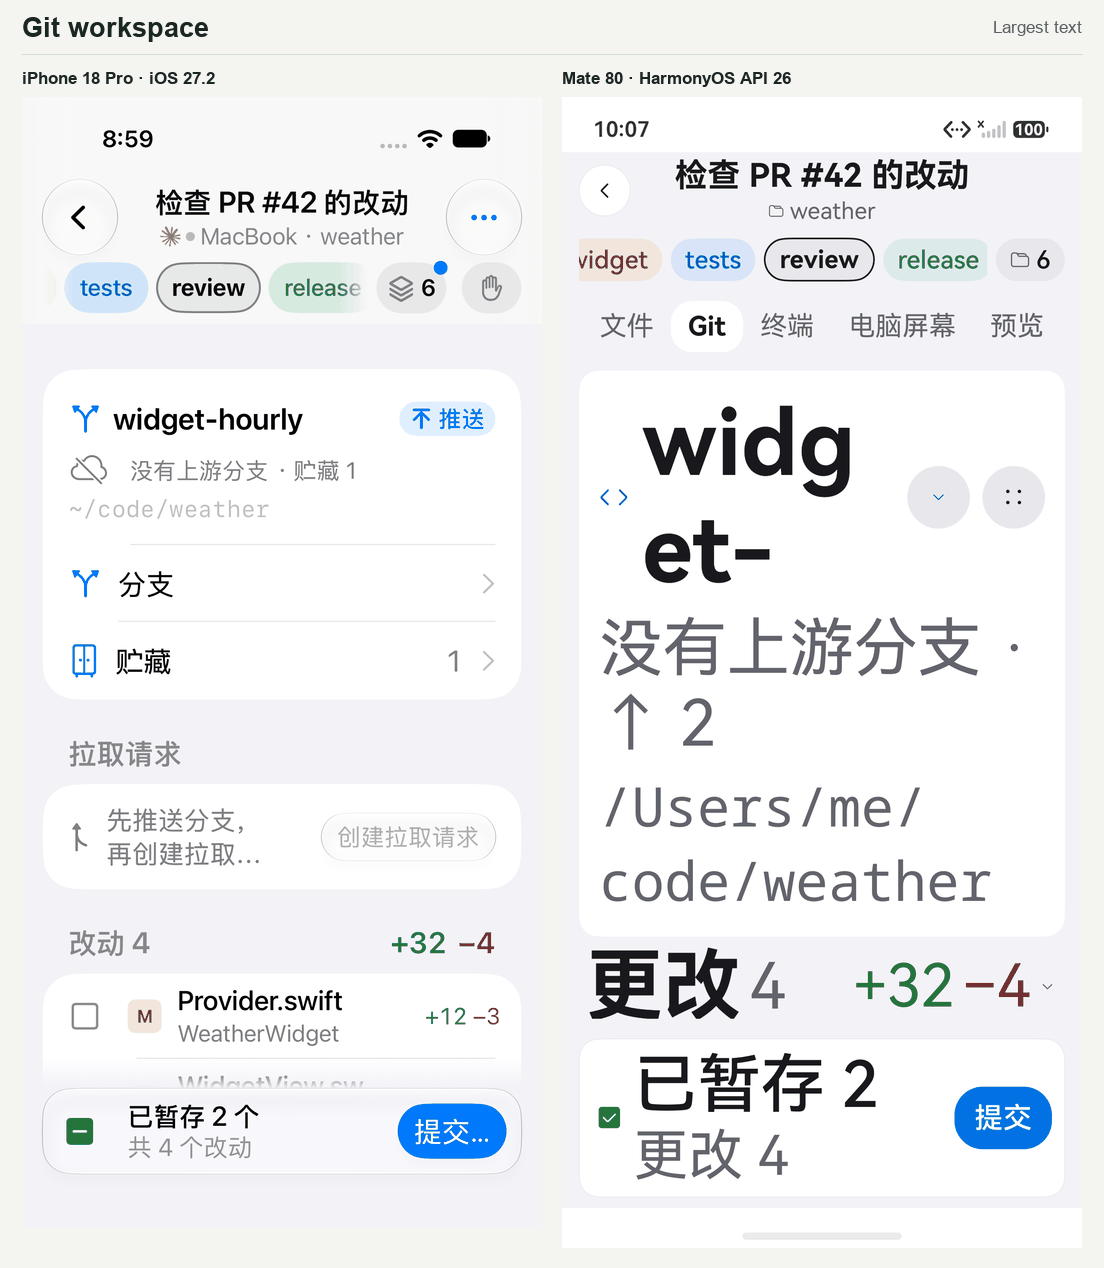 Git workspace
Largest text
iPhone 18 Pro · iOS 27.2
8:59
检查 PR #42 的改动
MacBook · weather
tests
review
release
6
widget-hourly
推送
没有上游分支 · 贮藏 1
~/code/weather
分支
贮藏
1
拉取请求
先推送分支，
再创建拉取...
创建拉取请求
改动 4
+32 −4
M
Provider.swift
WeatherWidget
+12 −3
WidgetView.sw
已暂存 2 个
共 4 个改动
提交...
Mate 80 · HarmonyOS API 26
10:07
100
检查 PR #42 的改动
weather
widget
tests
review
release
6
文件
Git
终端
电脑屏幕
预览
widg
et-
没有上游分支 ·
↑ 2
/Users/me/
code/weather
更改 4
+32 −4
已暂存 2
更改 4
提交